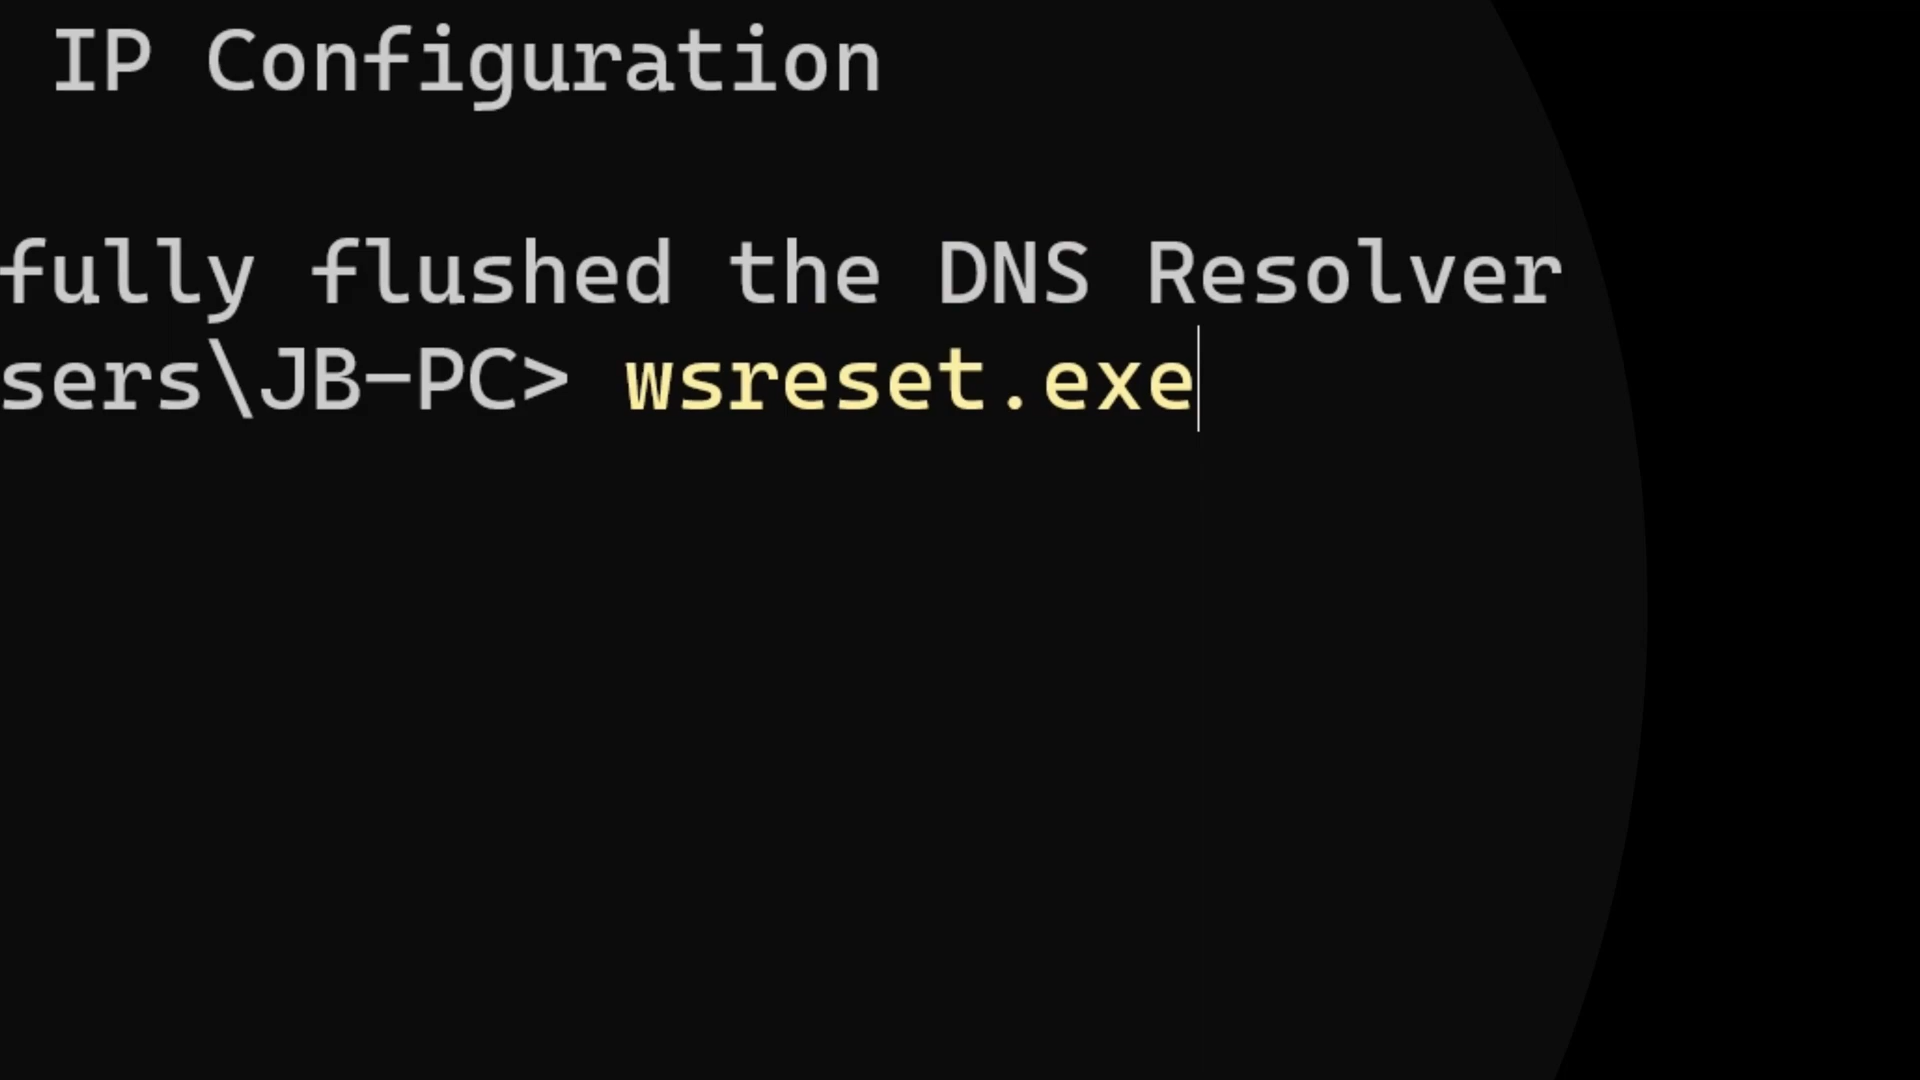 IP Configuration
fully flushed the DNS Resolver
sers\JB-PC> wsreset.exe